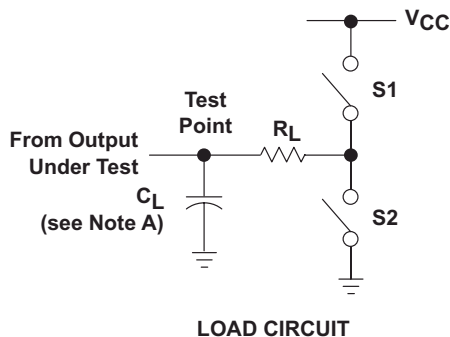 VCC
S1
Test
Point
RL
From Output
Under Test
CL
(see Note A)
S2
LOAD CIRCUIT